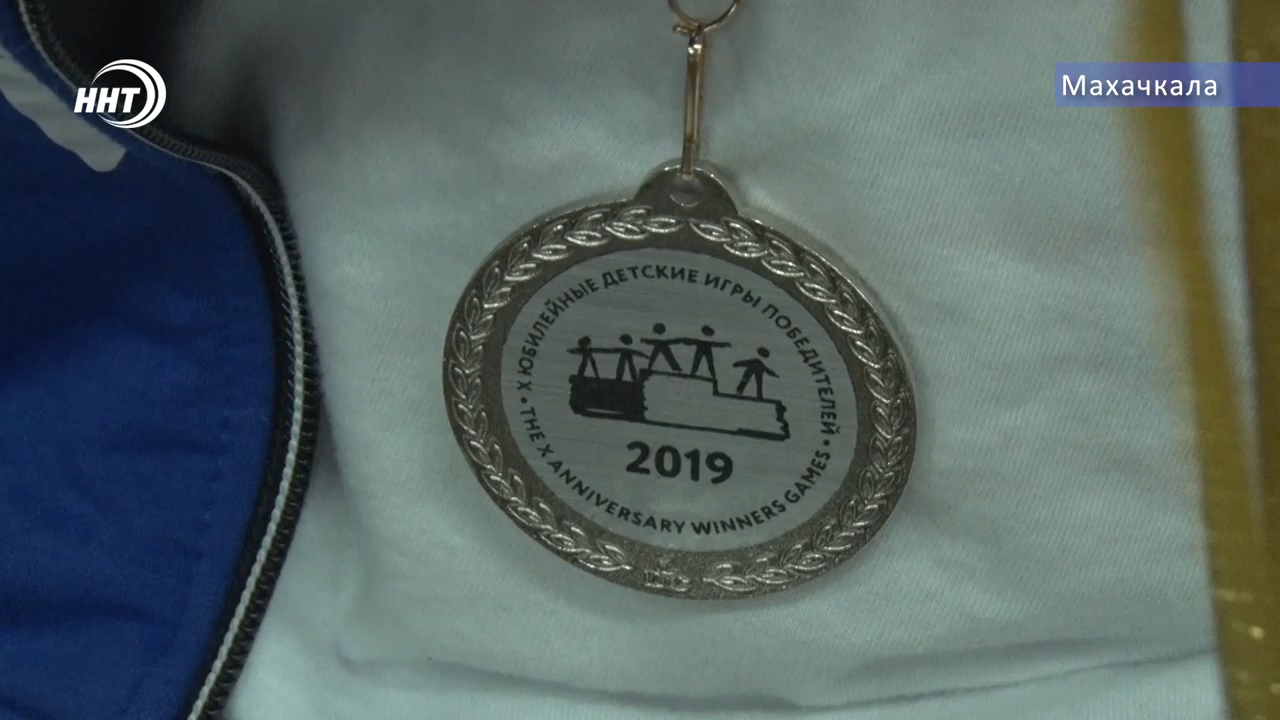 ННТ
Махачкала
• X ЮБИЛЕЙНЫЕ ДЕТСКИЕ ИГРЫ ПОБЕДИТЕЛЕЙ •
2019
THE X ANNIVERSARY WINNERS GAMES